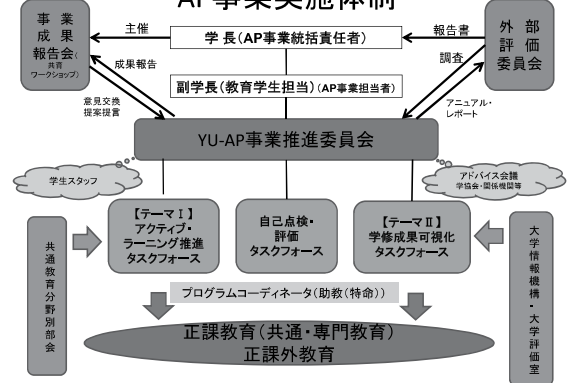 AP事業実施体制
事業
成果
報告会(
共育
ワークショップ)
主催
学長(AP事業統括責任者)
報告書
外部
評価
委員会
成果報告
調査
副学長(教育学生担当)(AP事業担当者)
意見交換
提案提言
アニュアル・
レポート
YU-AP事業推進委員会
学生スタッフ
アドバイス会議
学協会・関係機関等
【テーマⅠ】
アクティブ・
ラーニング推進
タスクフォース
自己点検・
評価
タスクフォース
【テーマⅡ】
学修成果可視化
タスクフォース
共通教育分野別部会
大学情報機構・大学評価室
プログラムコーディネータ(助教(特命))
正課教育(共通・専門教育)
正課外教育